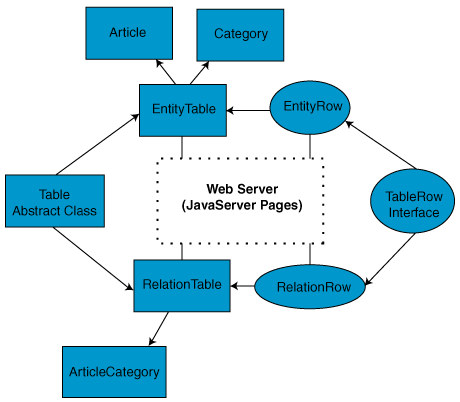 Article
Category
EntityTable
EntityRow
Web Server
(JavaServer Pages)
Table
Abstract Class
TableRow
Interface
RelationTable
RelationRow
ArticleCategory